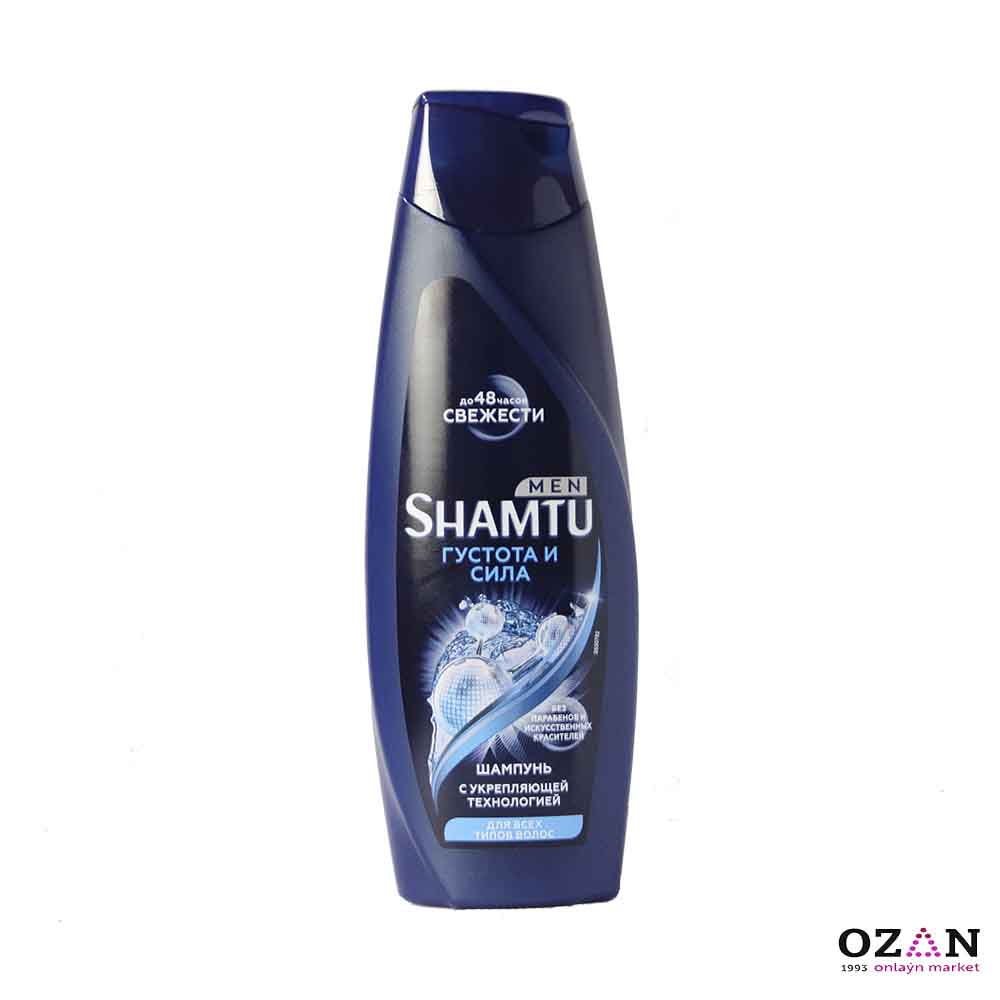 до 48 часов
СВЕЖЕСТИ
MEN
SHAMTU
ГУСТОТА И
СИЛА
БЕЗ
ПАРАБЕНОВ И
ИСКУССТВЕННЫХ
КРАСИТЕЛЕЙ
ШАМПУНЬ
С УКРЕПЛЯЮЩЕЙ
ТЕХНОЛОГИЕЙ
ДЛЯ ВСЕХ
ТИПОВ ВОЛОС
OZAN
1993 onlaýn market